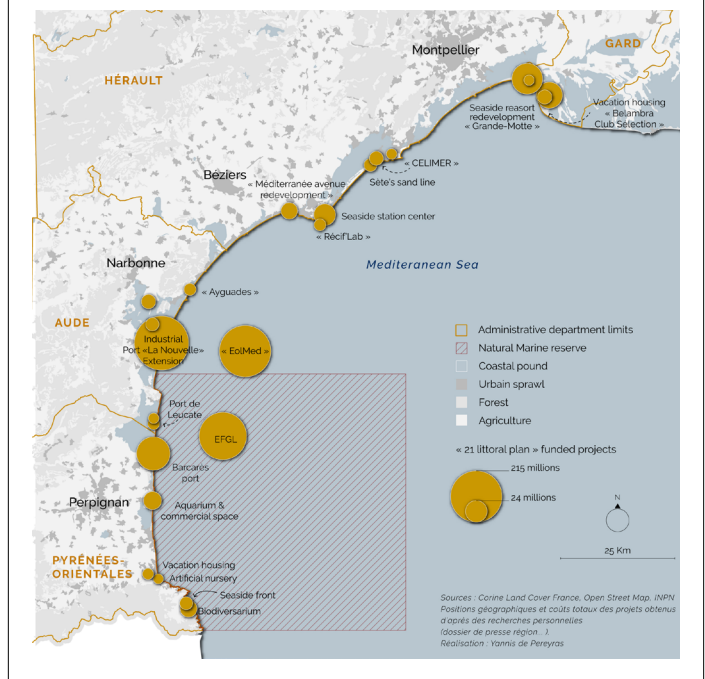 Montpellier
GARD
HÉRAULT
Seaside reasort
redevelopment
« Grande-Motte »
Vacation housing
« Belambra
Club Sélection »
« CELIMER »
Sète's sand line
Béziers
« Méditerranée avenue
redevelopment »
Seaside station center
« Récif'Lab »
Mediteranean Sea
Narbonne
« Ayguades »
AUDE
Industrial
Port «La Nouvelle»
Extension
« EolMed »
Administrative department limits
Natural Marine reserve
Coastal pound
Urbain sprawl
Forest
Agriculture
Port de
Leucate
EFGL
Barcarès
port
« 21 littoral plan » funded projects
215 millions
24 millions
N
25 Km
Perpignan
Aquarium &
commercial space
PYRÉNÉES-
ORIENTALES
Vacation housing
Artificial nursery
Seaside front
Biodiversarium
Sources : Corine Land Cover France, Open Street Map, INPN
Positions géographiques et coûts totaux des projets obtenus
d'après des recherches personnelles
(dossier de presse région ...).
Réalisation : Yannis de Pereyras